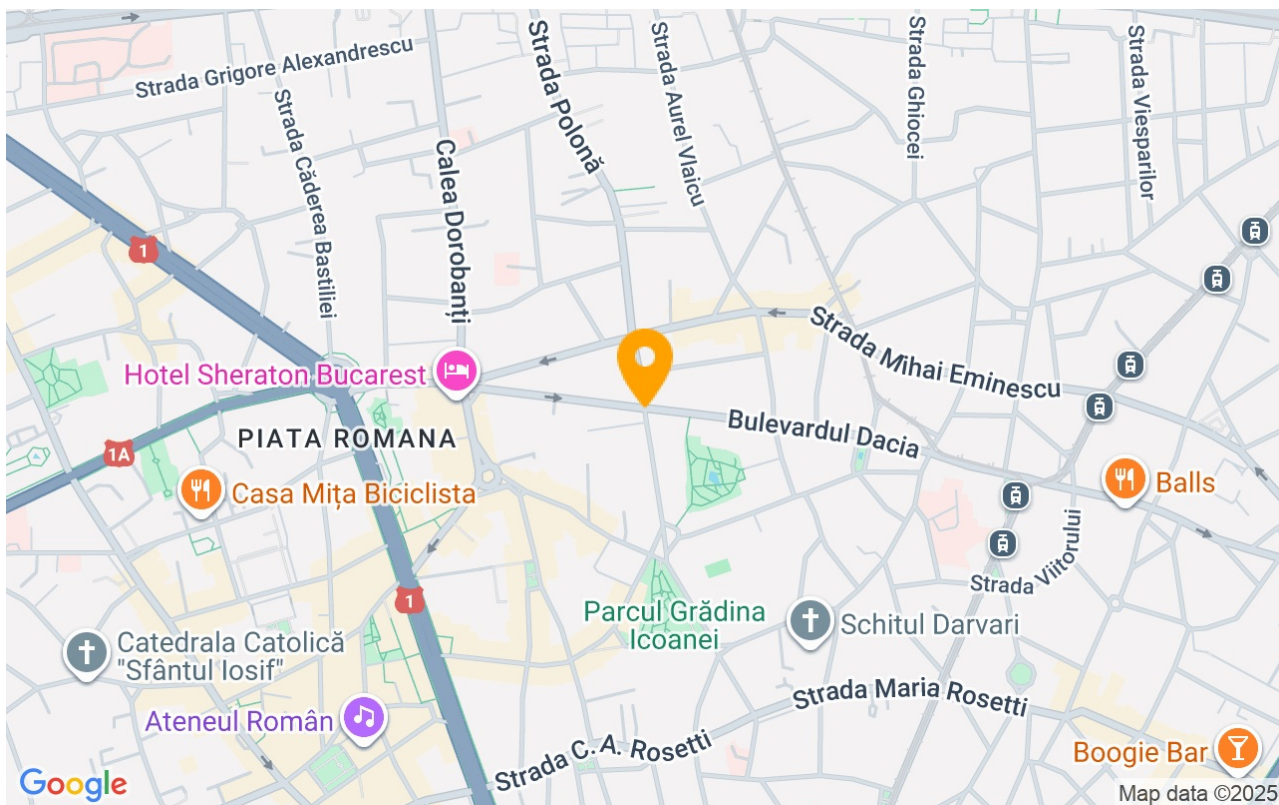 Strada Grigore Alexandrescu
Strada Căderea Bastiliei
Calea Dorobanți
Strada Polonă
Strada Aurel Vlaicu
Strada Ghiocei
Strada Viesparilor
1
Hotel Sheraton Bucarest
Strada Mihai Eminescu
PIATA ROMANA
Bulevardul Dacia
1A
Casa Mița Biciclista
Balls
Strada Viitorului
1
Parcul Grădina
Icoanei
Schitul Darvari
Catedrala Catolică
"Sfântul Iosif"
Ateneul Român
Strada Maria Rosetti
Strada C. A. Rosetti
Boogie Bar
Google
Map data ©2025